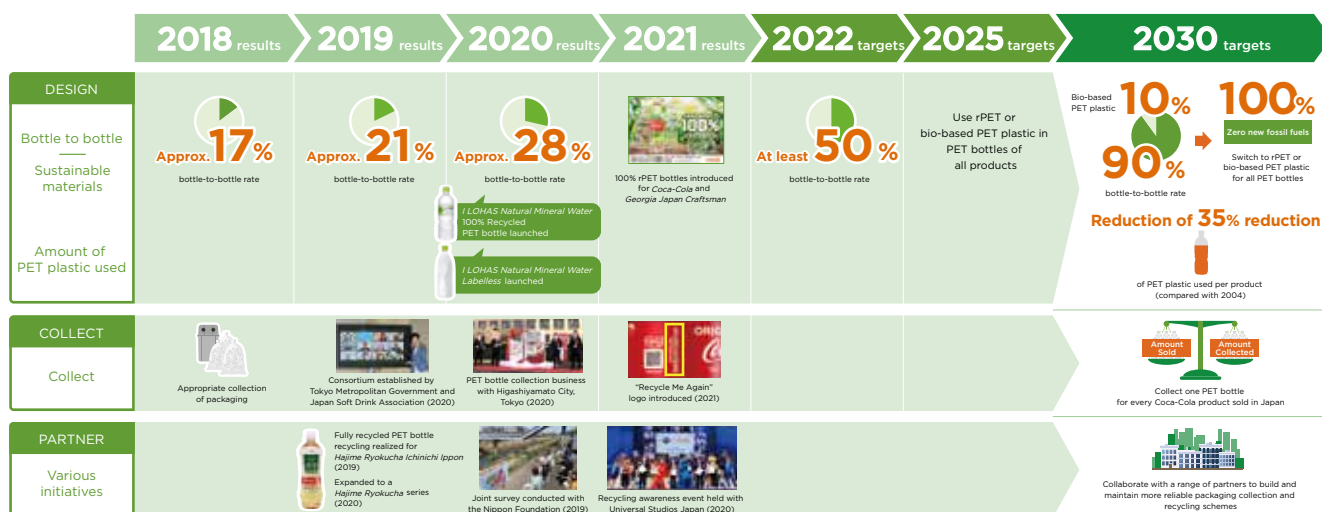 2018 results
2019 results
2020 results
2021 results
2022 targets
2025 targets
2030 targets
DESIGN
Bottle to bottle
Sustainable
materials
Amount of
PET plastic used
Approx. 17%
bottle-to-bottle rate
Approx. 21%
bottle-to-bottle rate
Approx. 28%
bottle-to-bottle rate
I LOHAS Natural Mineral Water
100% Recycled
PET bottle launched
I LOHAS Natural Mineral Water
Labelless launched
100%
100% rPET bottles introduced
for Coca-Cola and
Georgia Japan Craftsman
At least 50%
bottle-to-bottle rate
Use rPET or
bio-based PET plastic in
PET bottles of
all products
Bio-based
PET plastic
10%
90%
bottle-to-bottle rate
100%
Zero new fossil fuels
Switch to rPET or
bio-based PET plastic
for all PET bottles
Reduction of 35% reduction
of PET plastic used per product
(compared with 2004)
COLLECT
Collect
Appropriate collection
of packaging
Consortium established by
Tokyo Metropolitan Government and
Japan Soft Drink Association (2020)
PET bottle collection business
with Higashiyamato City,
Tokyo (2020)
"Recycle Me Again"
logo introduced (2021)
Amount
Sold
Amount
Collected
Collect one PET bottle
for every Coca-Cola product sold in Japan
PARTNER
Various
initiatives
Fully recycled PET bottle
recycling realized for
Hajime Ryokucha Ichinichi Ippon
(2019)
Expanded to a
Hajime Ryokucha series
(2020)
Joint survey conducted with
the Nippon Foundation (2019)
Recycling awareness event held with
Universal Studios Japan (2020)
Collaborate with a range of partners to build and
maintain more reliable packaging collection and
recycling schemes